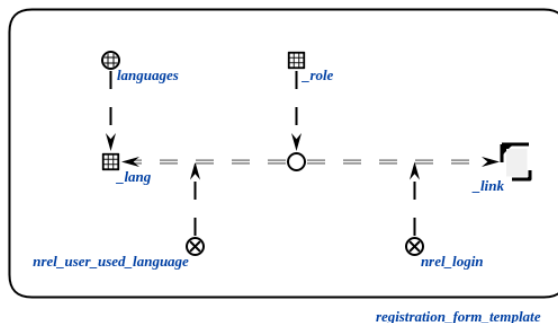 languages
_role
_lang
_link
nrel_user_used_language
nrel_login
registration_form_template